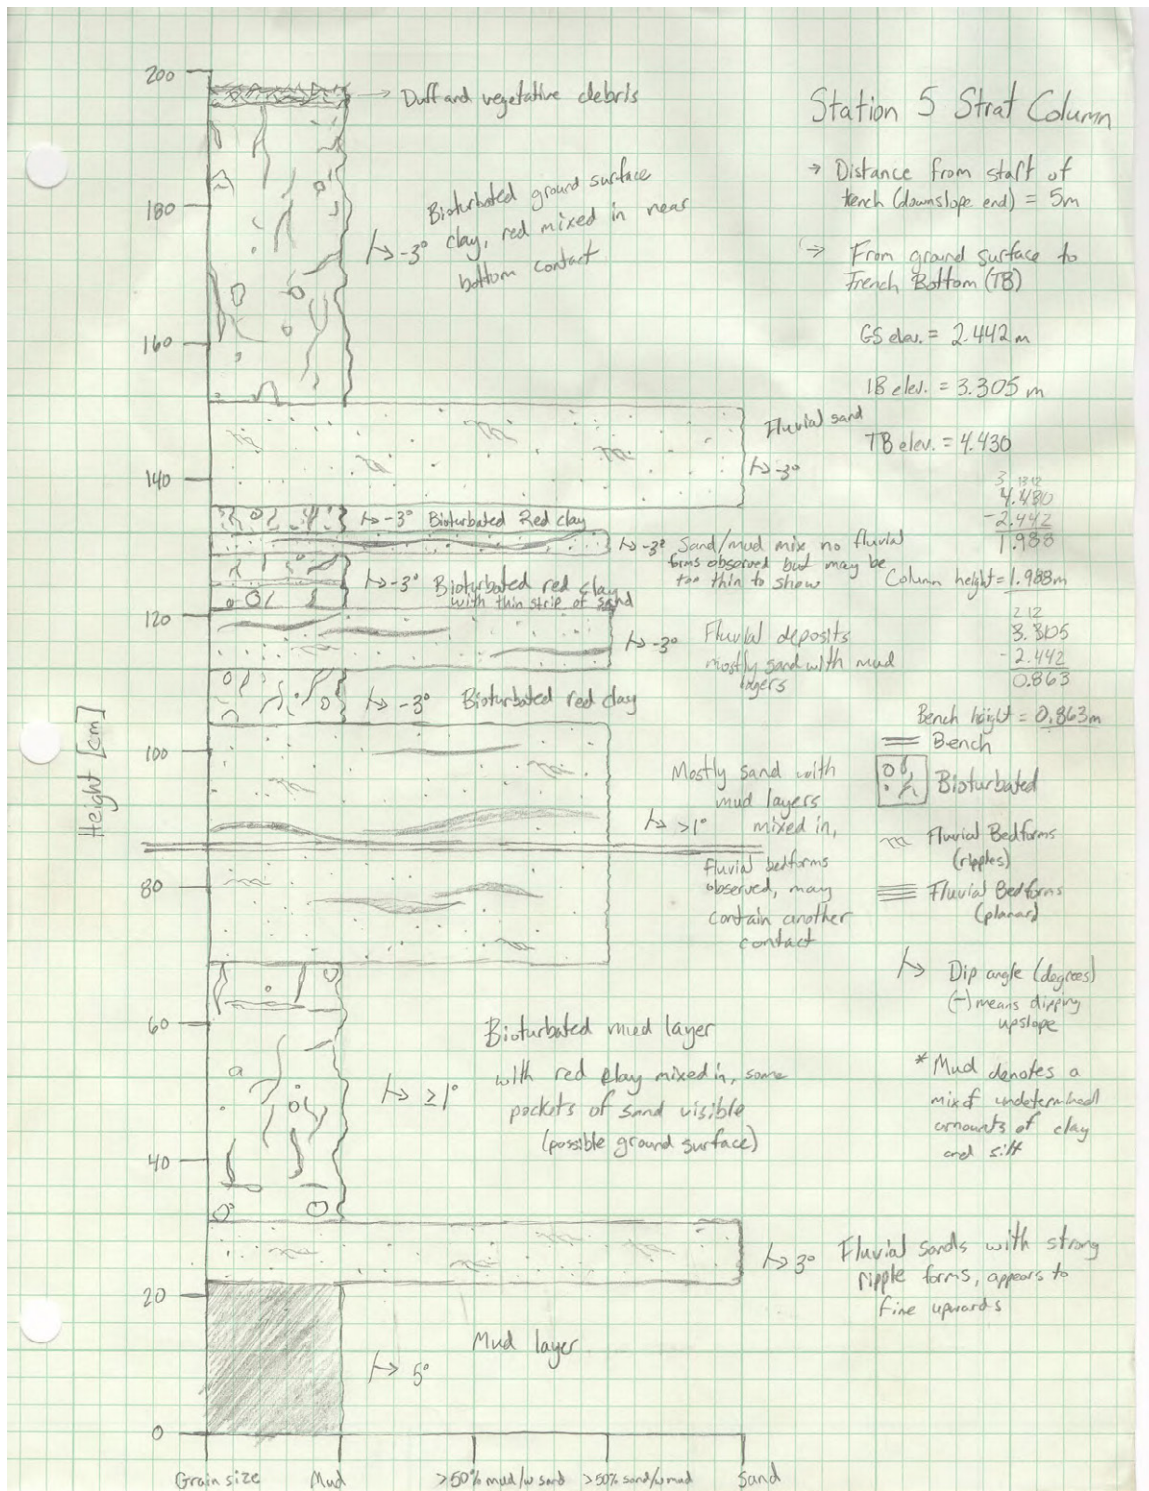 Station 5 Strat Column
→ Distance from start of
trench (downslope end) = 5m
→ From ground surface to
Trench Bottom (TB)
GS elev. = 2.442 m
IB elev. = 3.305 m
TB elev. = 4.430
3 13 12
4.430
-2.442
1.988
Column height = 1.988m
2 12
3.305
- 2.442
0.863
Bench height = 0.863m
Bench
Bioturbated
Fluvial Bedforms
(ripples)
Fluvial Bedforms
(planar)
Dip angle (degrees)
(-) means dipping
upslope
* Mud denotes a
mix of undetermined
amounts of clay
and silt
Height [cm]
200
180
160
140
120
100
80
60
40
20
0
→ Duff and vegetative debris
Bioturbated ground surface
-3° clay, red mixed in near
bottom contact
Fluvial sand
-3°
-3° Bioturbated Red clay
-3° Sand/mud mix no fluvial
forms observed but may be
too thin to show
-3° Bioturbated red clay
with thin strip of sand
-3° Fluvial deposits
mostly sand with mud
layers
-3° Bioturbated red clay
Mostly sand with
mud layers
>1° mixed in,
fluvial bedforms
observed, may
contain another
contact
Bioturbated mud layer
≥1° with red clay mixed in, some
pockets of sand visible
(possible ground surface)
3° Fluvial sands with strong
ripple forms, appears to
fine upwards
Mud layer
5°
Grain size
Mud
>50% mud/w sand
>50% sand/w mud
Sand